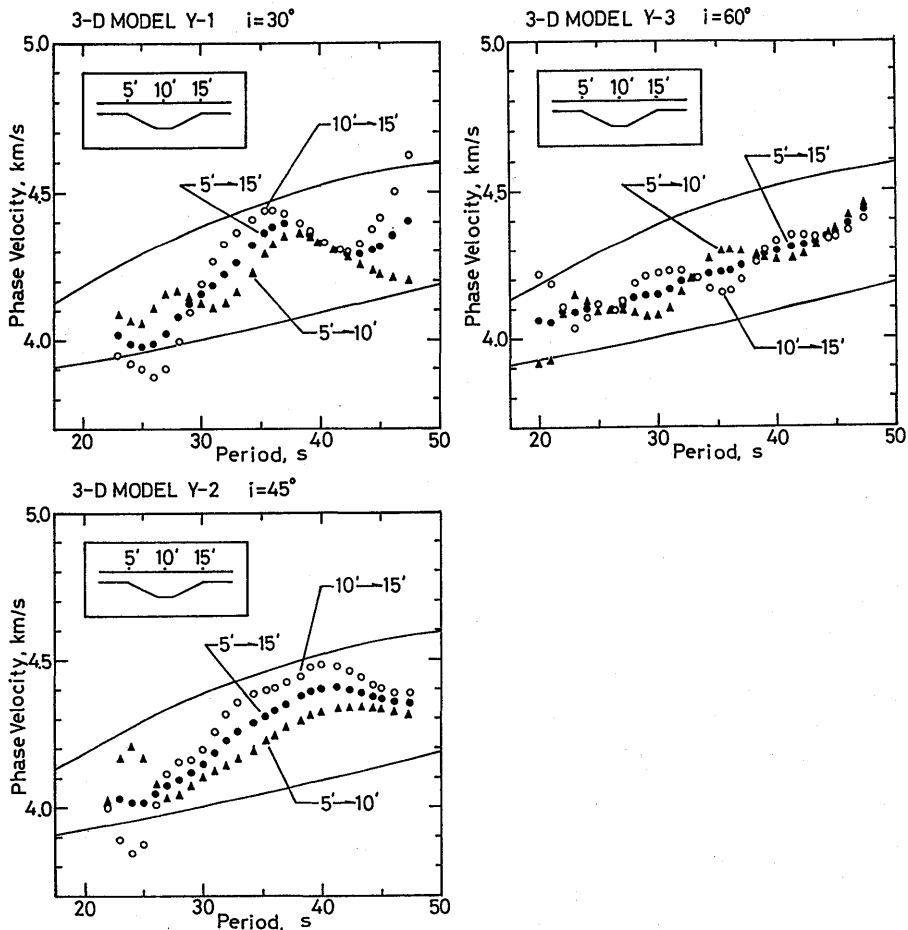 3-D MODEL Y-1 i=30°
5.0
4.5
4.0
Phase Velocity, km/s
5' 10' 15'
10'→15'
5'→15'
5'→10'
20 30 40 50
Period, s
3-D MODEL Y-3 i=60°
5.0
4.5
4.0
Phase Velocity, km/s
5' 10' 15'
5'→15'
5'→10'
10'→15'
20 30 40 50
Period, s
3-D MODEL Y-2 i=45°
5.0
4.5
4.0
Phase Velocity, km/s
5' 10' 15'
10'→15'
5'→15'
5'→10'
20 30 40 50
Period, s